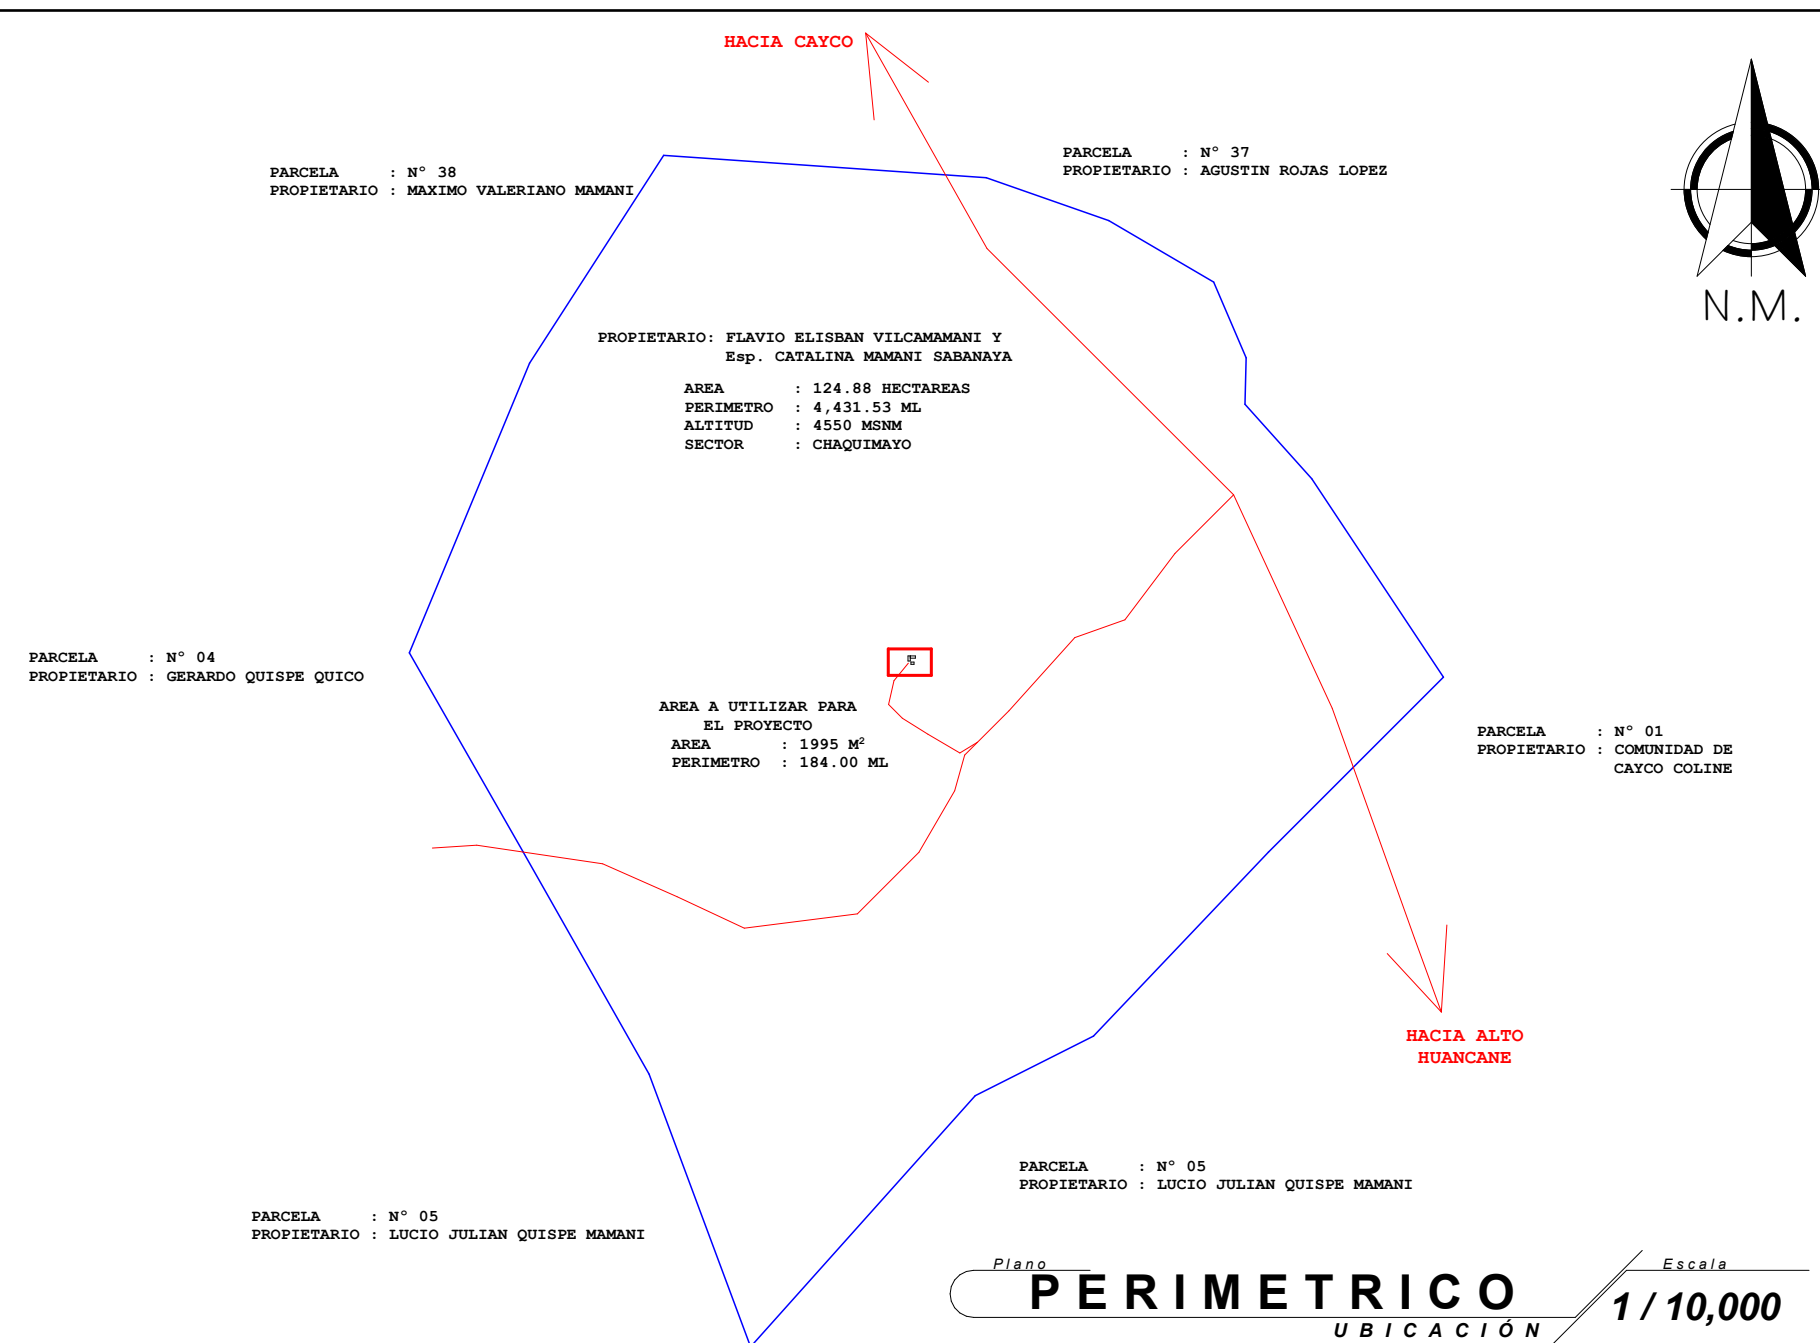 HACIA CAYCO
PARCELA : N° 37
PROPIETARIO : AGUSTIN ROJAS LOPEZ
PARCELA : N° 38
PROPIETARIO : MAXIMO VALERIANO MAMANI
N.M.
PROPIETARIO: FLAVIO ELISBAN VILCAMAMANI Y
Esp. CATALINA MAMANI SABANAYA
AREA : 124.88 HECTAREAS
PERIMETRO : 4,431.53 ML
ALTITUD : 4550 MSNM
SECTOR : CHAQUIMAYO
PARCELA : N° 04
PROPIETARIO : GERARDO QUISPE QUICO
AREA A UTILIZAR PARA
EL PROYECTO
AREA : 1995 M²
PERIMETRO : 184.00 ML
PARCELA : N° 01
PROPIETARIO : COMUNIDAD DE
CAYCO COLINE
HACIA ALTO
HUANCANE
PARCELA : N° 05
PROPIETARIO : LUCIO JULIAN QUISPE MAMANI
PARCELA : N° 05
PROPIETARIO : LUCIO JULIAN QUISPE MAMANI
Plano
PERIMETRICO
UBICACIÓN
Escala
1 / 10,000